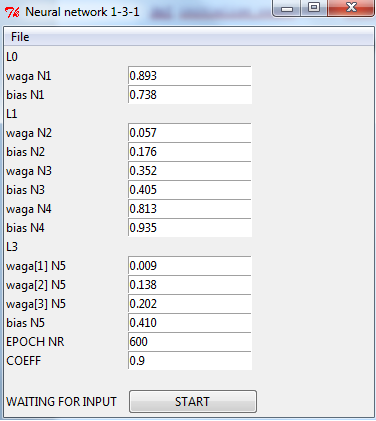 Neural network 1-3-1
File
L0
waga N1 0.893
bias N1 0.738
L1
waga N2 0.057
bias N2 0.176
waga N3 0.352
bias N3 0.405
waga N4 0.813
bias N4 0.935
L3
waga[1] N5 0.009
waga[2] N5 0.138
waga[3] N5 0.202
bias N5 0.410
EPOCH NR 600
COEFF 0.9
WAITING FOR INPUT START